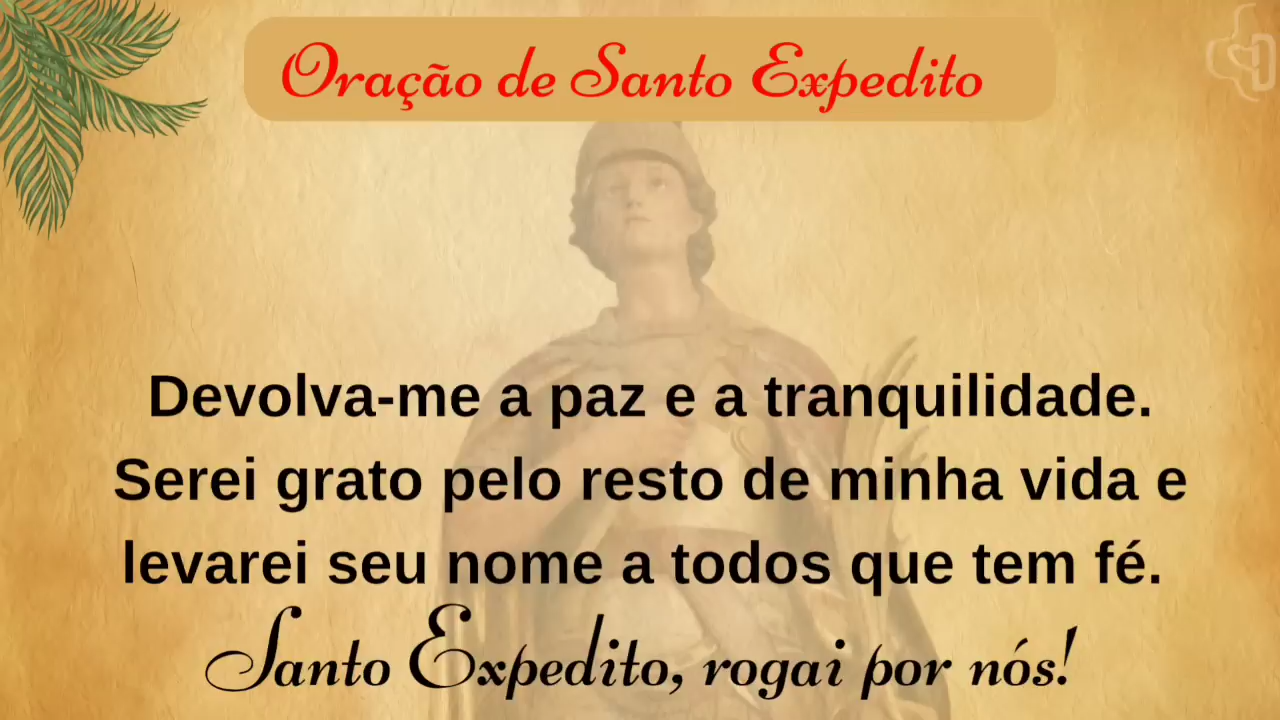 Oração de Santo Expedito
Devolva-me a paz e a tranquilidade.
Serei grato pelo resto de minha vida e
levarei seu nome a todos que tem fé.
Santo Expedito, rogai por nós!